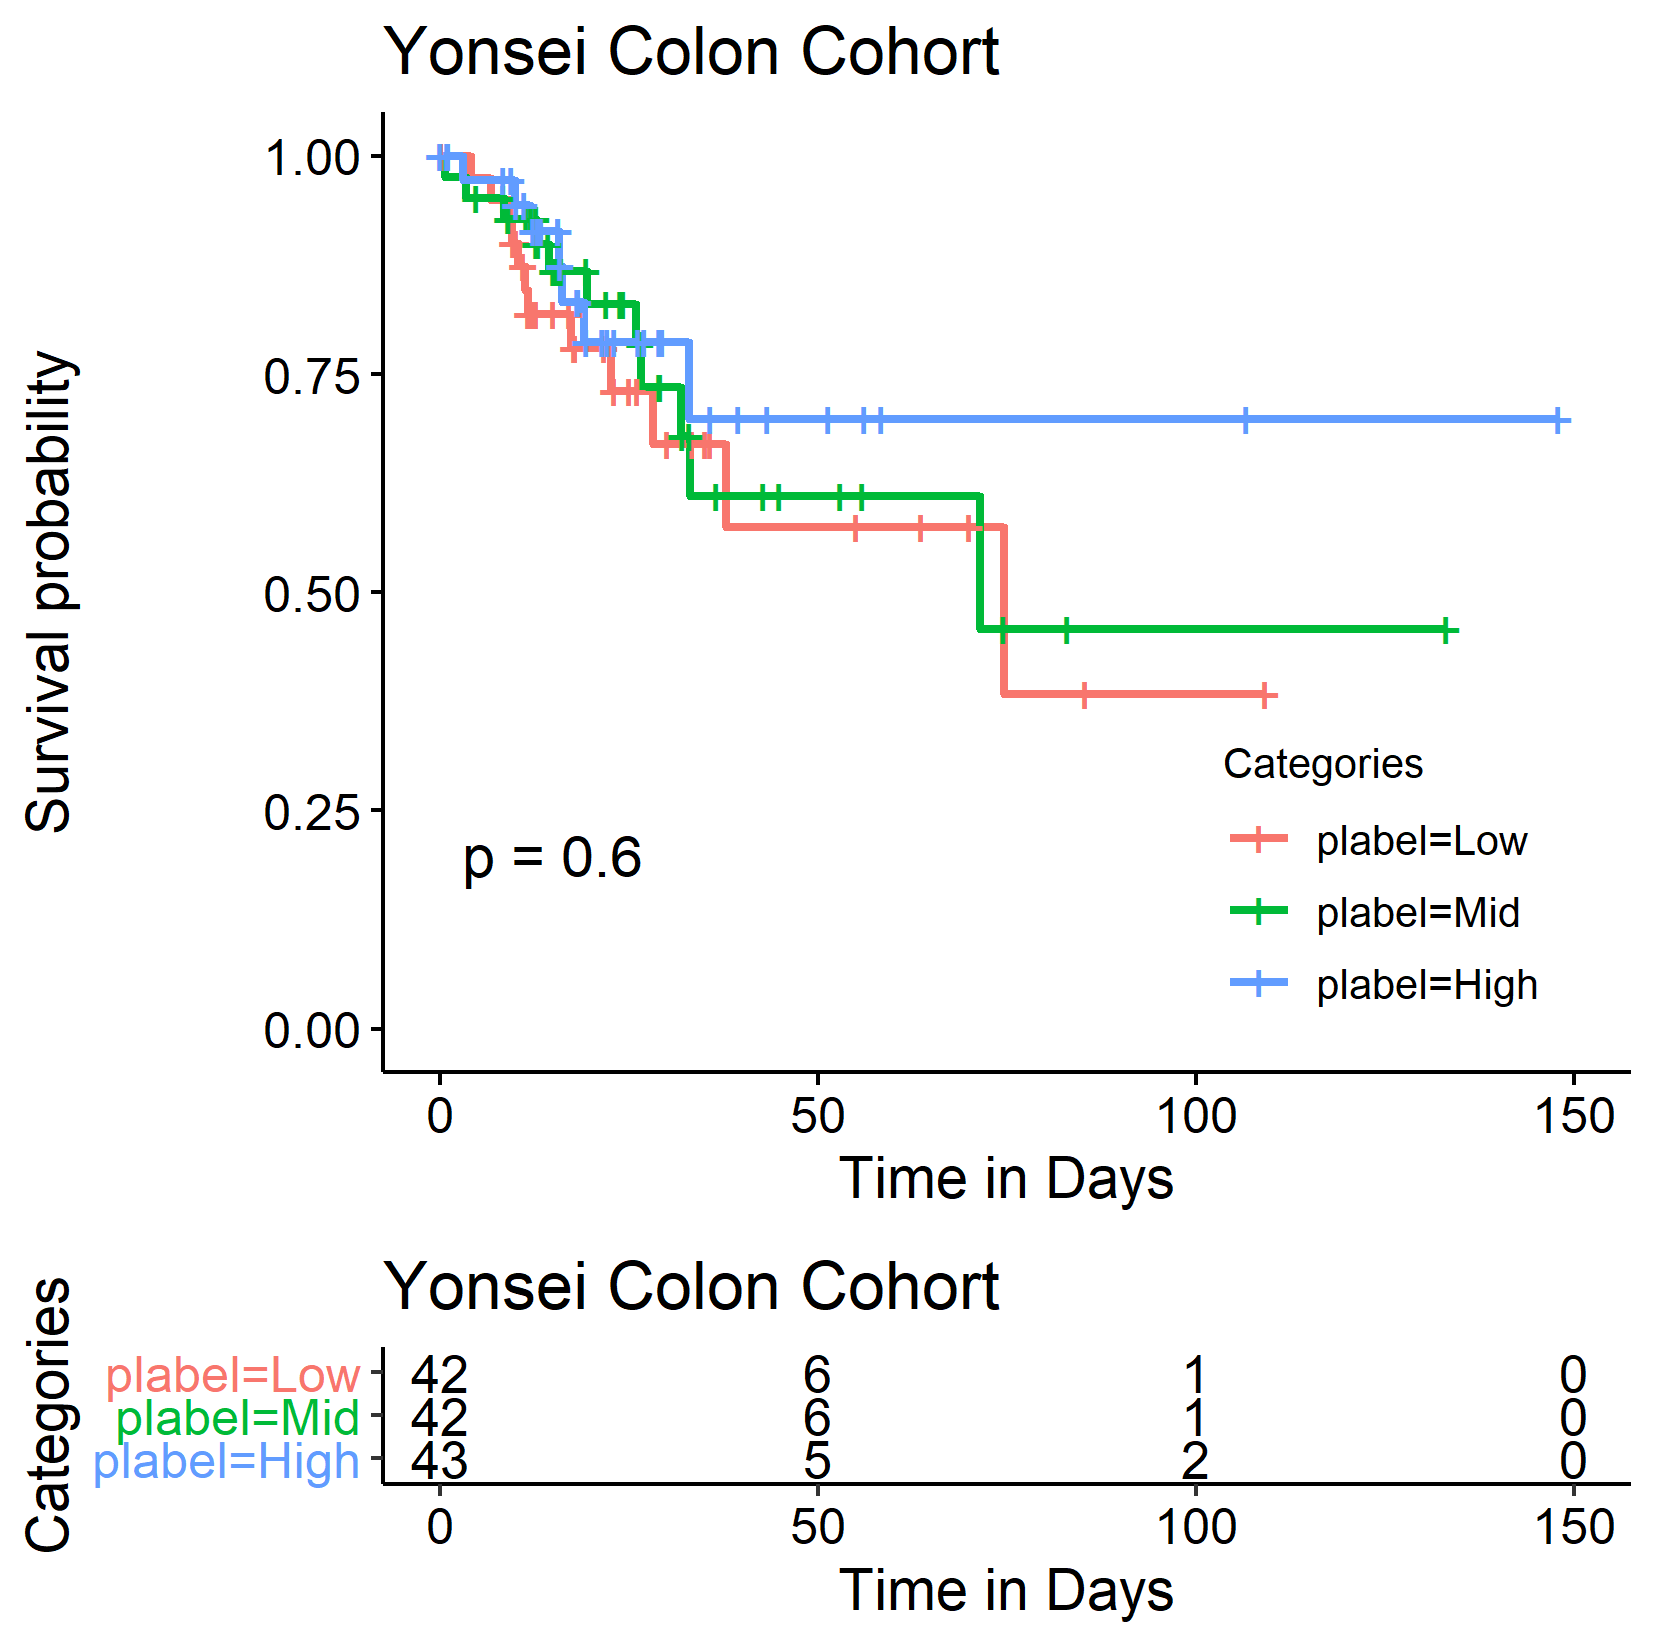 Yonsei Colon Cohort
Survival probability
1.00
0.75
0.50
0.25
0.00
p = 0.6
Categories
plabel=Low
plabel=Mid
plabel=High
0 50 100 150
Time in Days
Yonsei Colon Cohort
Categories
plabel=Low 42 6 1 0
plabel=Mid 42 6 1 0
plabel=High 43 5 2 0
0 50 100 150
Time in Days